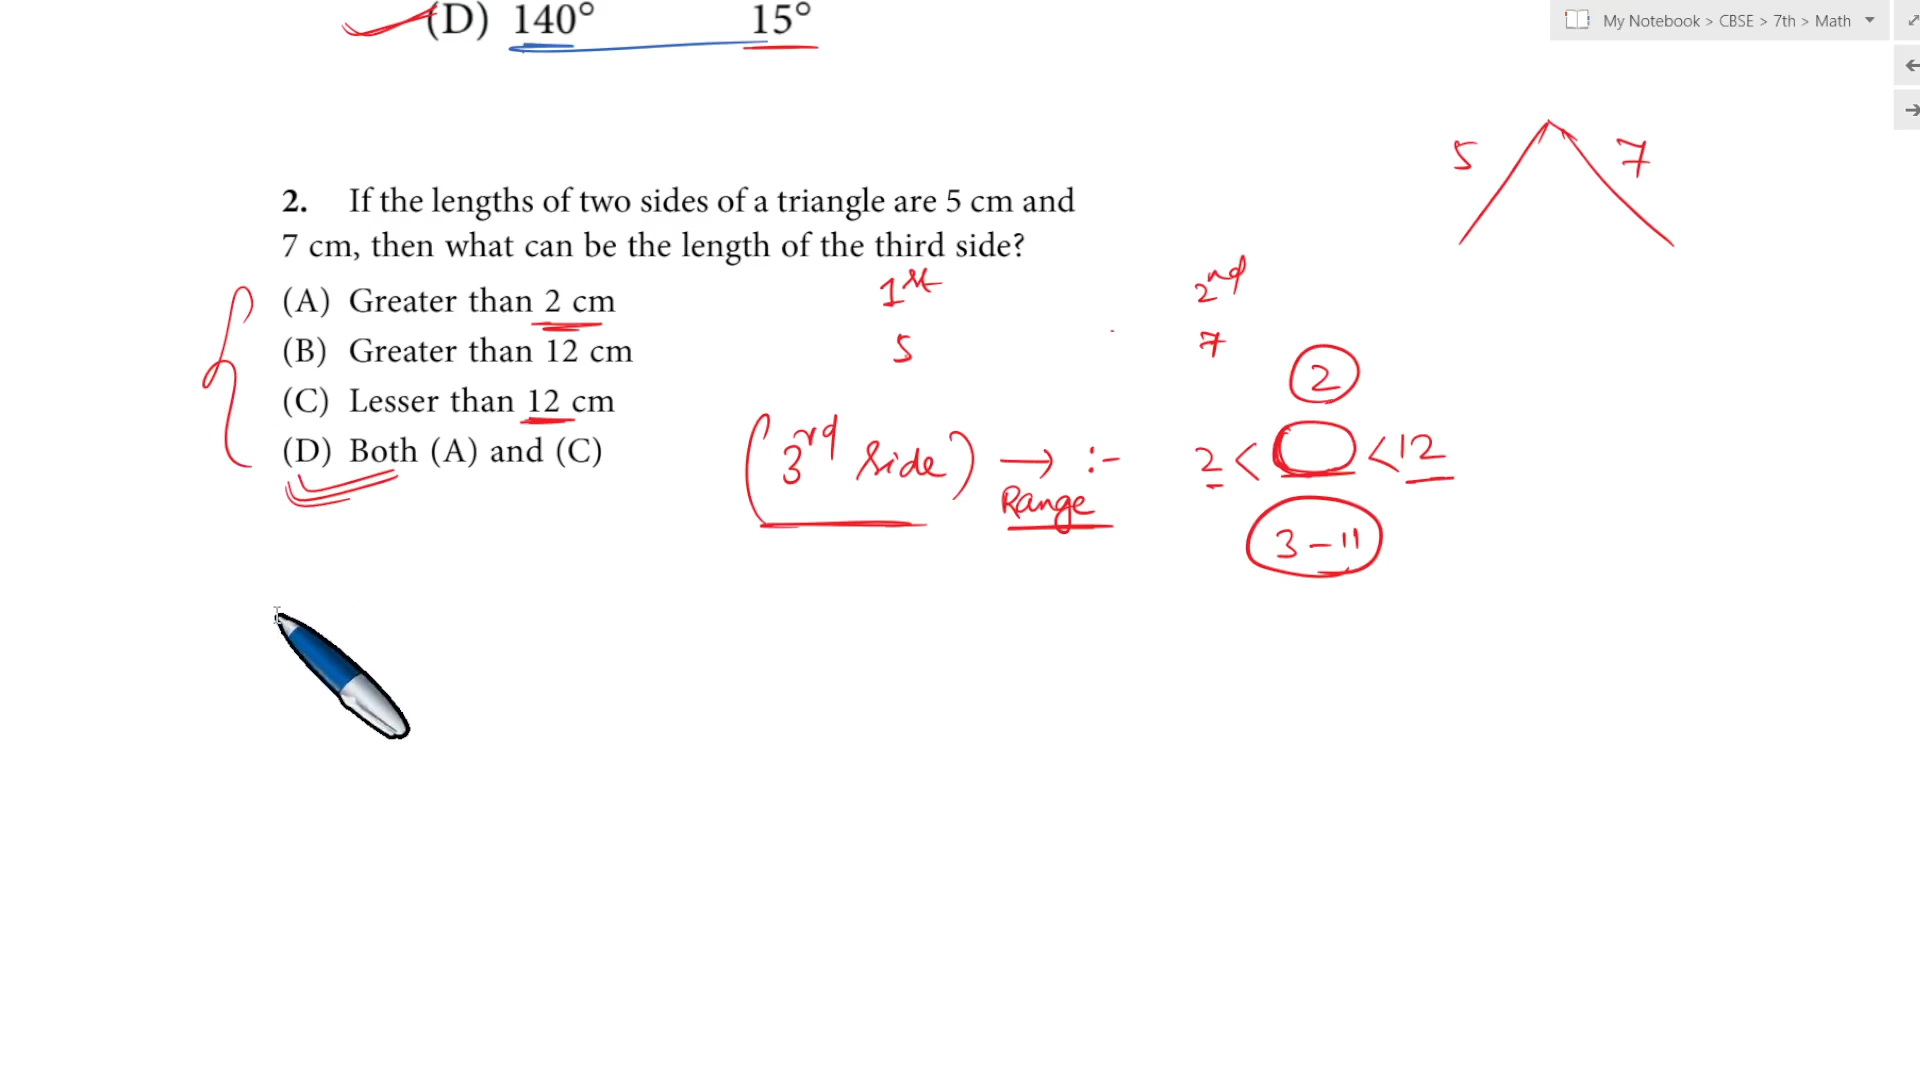 (D) 140° 15°
My Notebook > CBSE > 7th > Math
5 7
2. If the lengths of two sides of a triangle are 5 cm and
7 cm, then what can be the length of the third side?
1st 2nd
(A) Greater than 2 cm
5 7
(B) Greater than 12 cm
2
(C) Lesser than 12 cm
(D) Both (A) and (C)
(3rd side) → :- 2 < < 12
Range
3 - 11